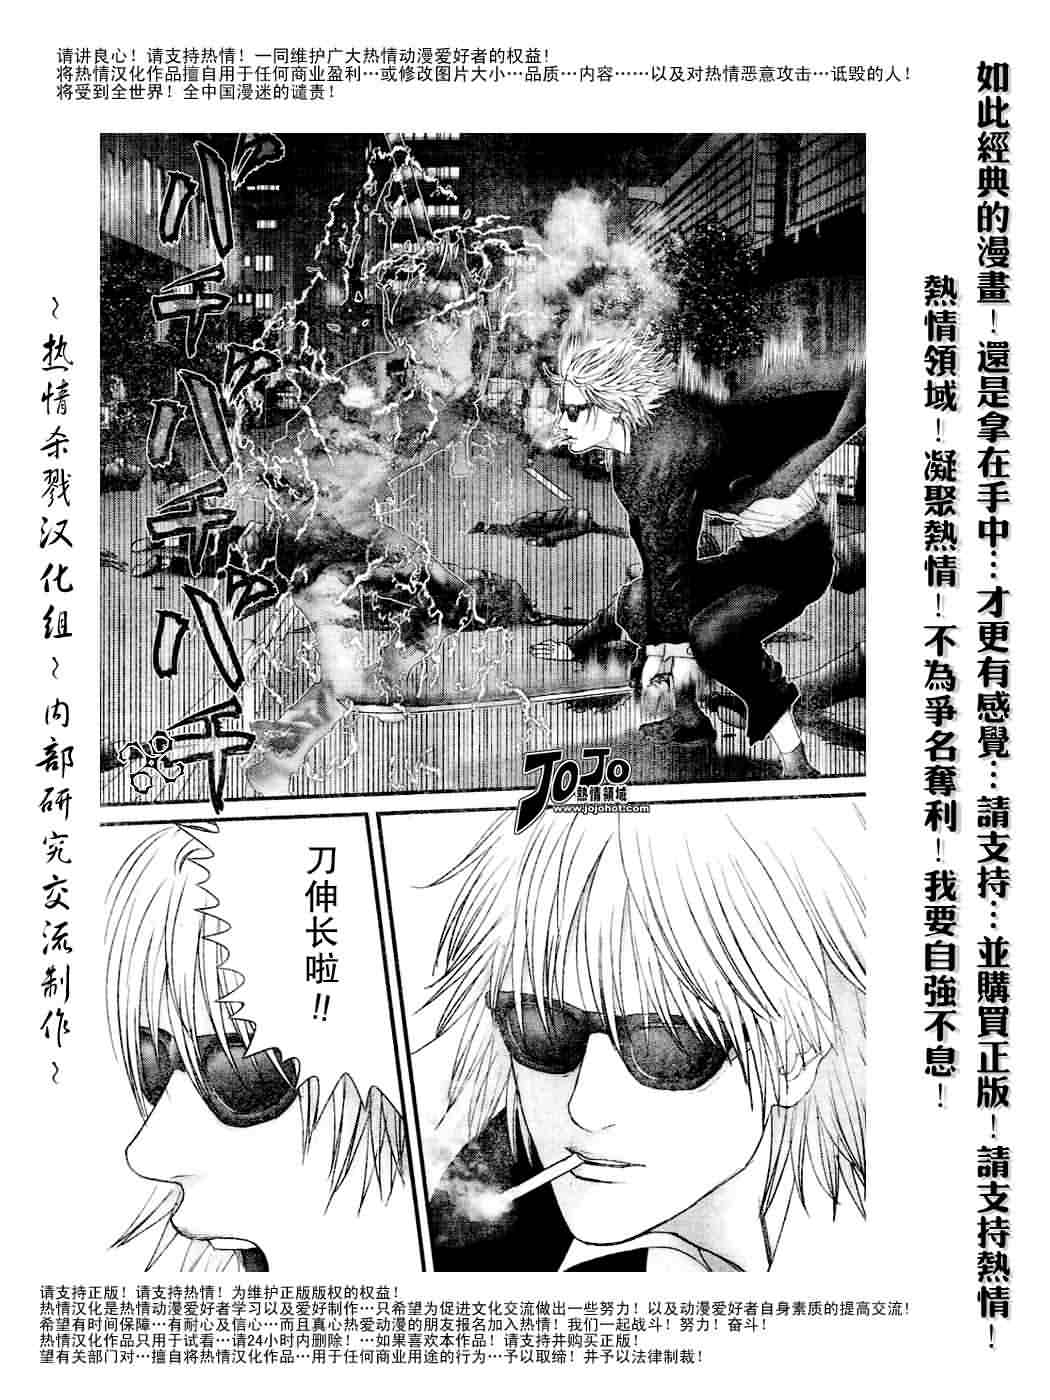 请讲良心！请支持热情！一同维护广大热情动漫爱好者的权益！
将热情汉化作品擅自用于任何商业盈利…或修改图片大小…品质…内容……以及对热情恶意攻击…诋毁的人！
将受到全世界！全中国漫迷的谴责！
如此經典的漫畫！還是拿在手中…才更有感覺…請支持…並購買正版！請支持熱情！
熱情領域！凝聚熱情！不為爭名奪利！我要自強不息！
～热情杀戮汉化组～内部研究交流制作～
バチバチバチバチ
JOJO
熱情領域
www.jojohot.com
刀伸长啦!!
请支持正版！请支持热情！为维护正版版权的权益！
热情汉化是热情动漫爱好者学习以及爱好制作…只希望为促进文化交流做出一些努力！以及动漫爱好者自身素质的提高交流！
希望有时间保障…有耐心及信心…而且真心热爱动漫的朋友报名加入热情！我们一起战斗！努力！奋斗！
热情汉化作品只用于试看…请24小时内删除！…如果喜欢本作品！请支持并购买正版！
望有关部门对…擅自将热情汉化作品…用于任何商业用途的行为…予以取缔！并予以法律制裁！